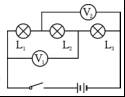 V₂
L₁ L₂ L₃
V₁